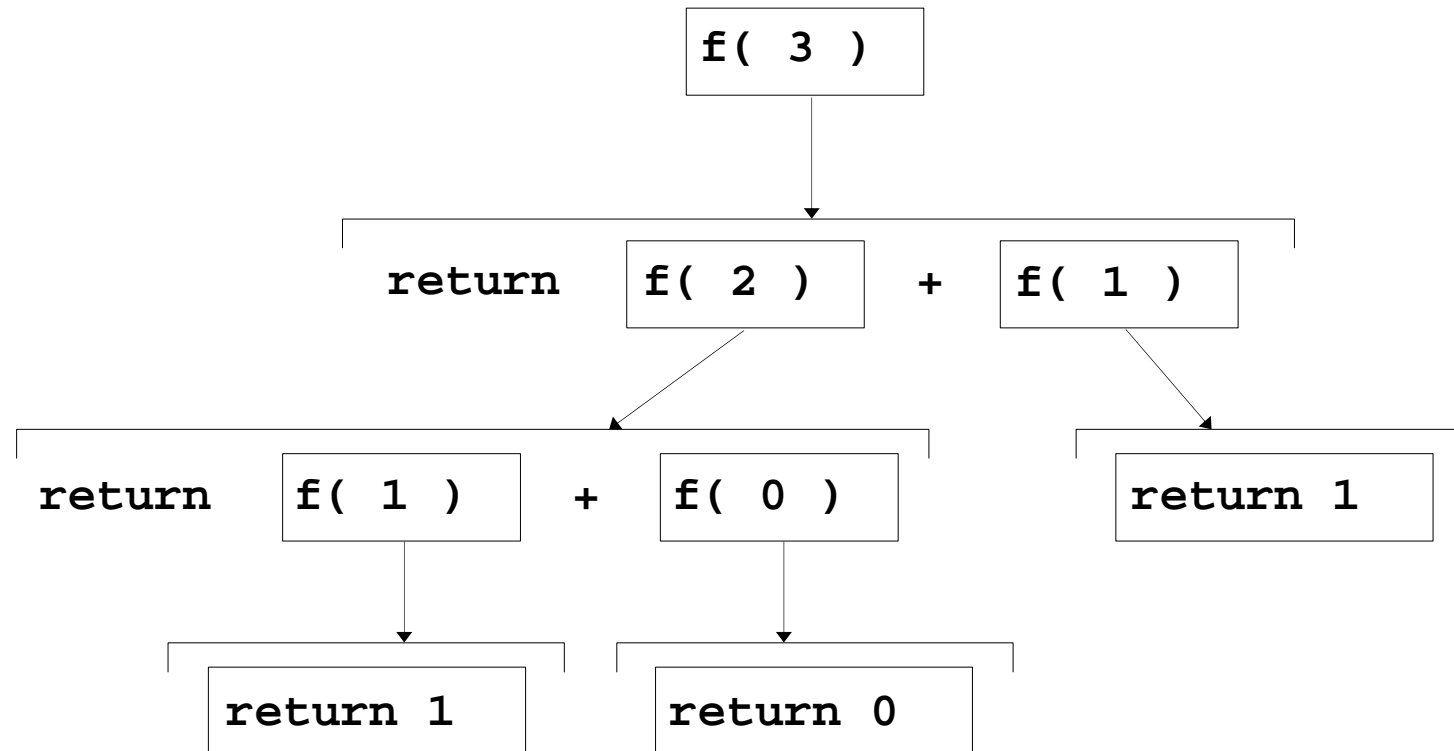 f( 3 )
return f( 2 ) + f( 1 )
return f( 1 ) + f( 0 ) return 1
return 1 return 0